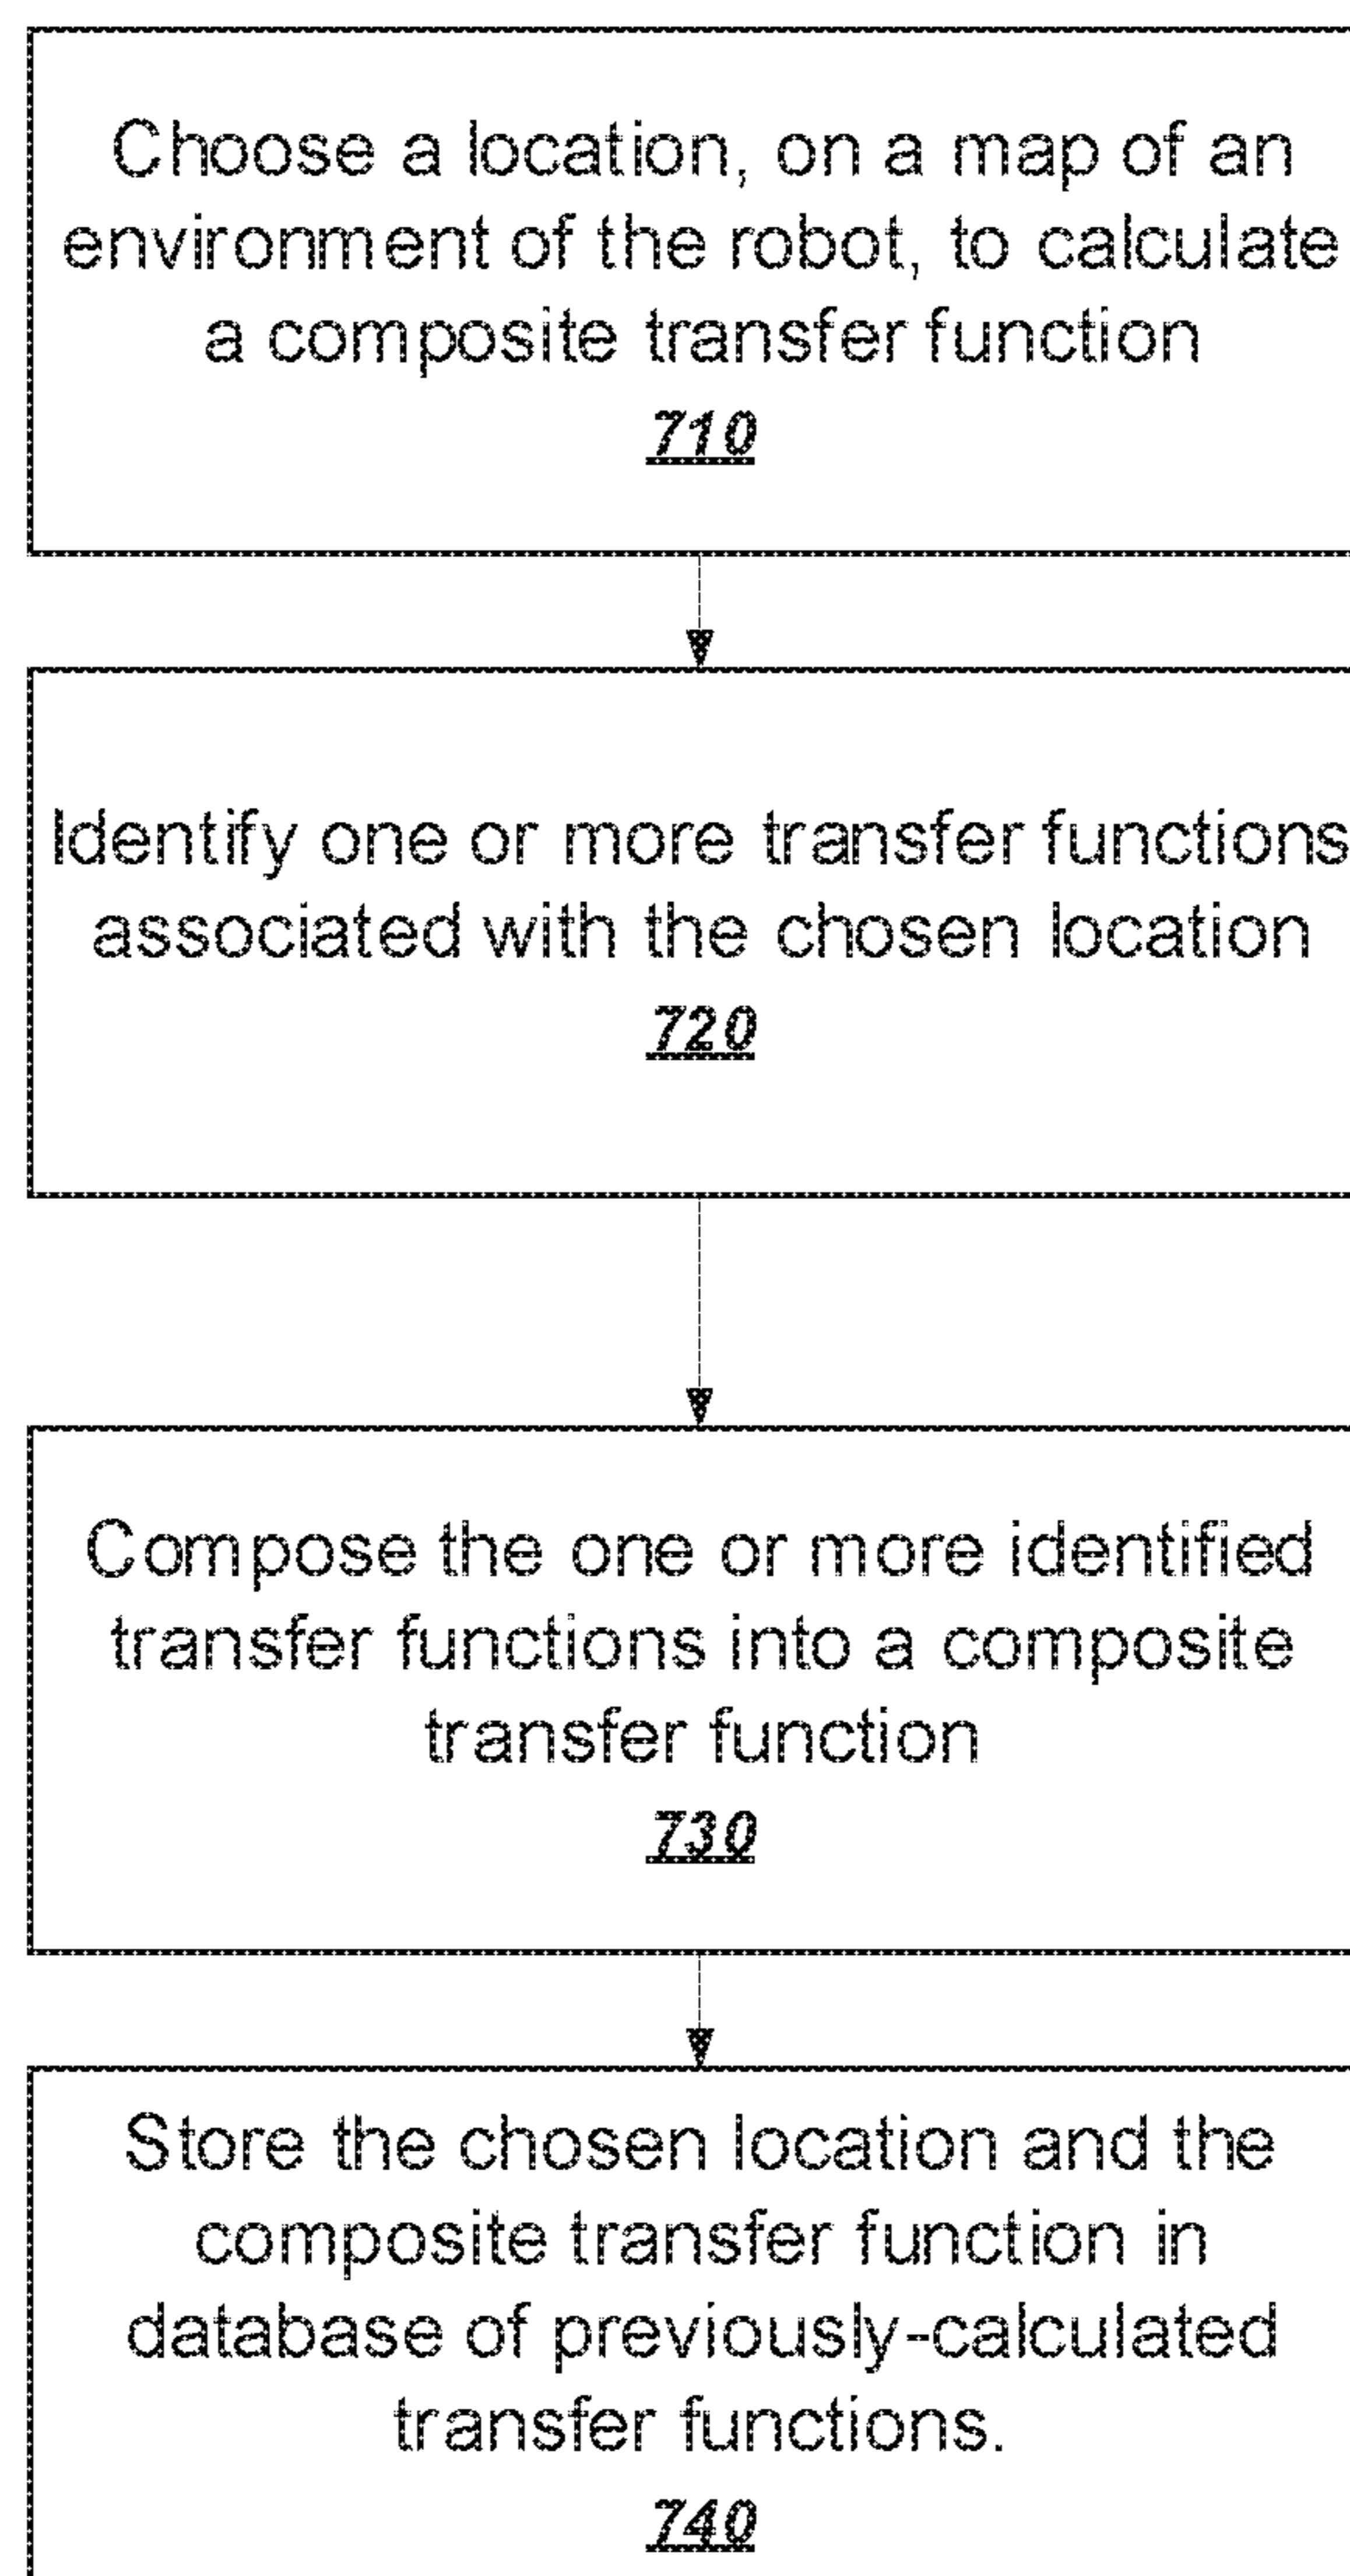 Choose a location, on a map of an
environment of the robot, to calculate
a composite transfer function
710
Identify one or more transfer functions
associated with the chosen location
720
Compose the one or more identified
transfer functions into a composite
transfer function
730
Store the chosen location and the
composite transfer function in
database of previously-calculated
transfer functions.
740